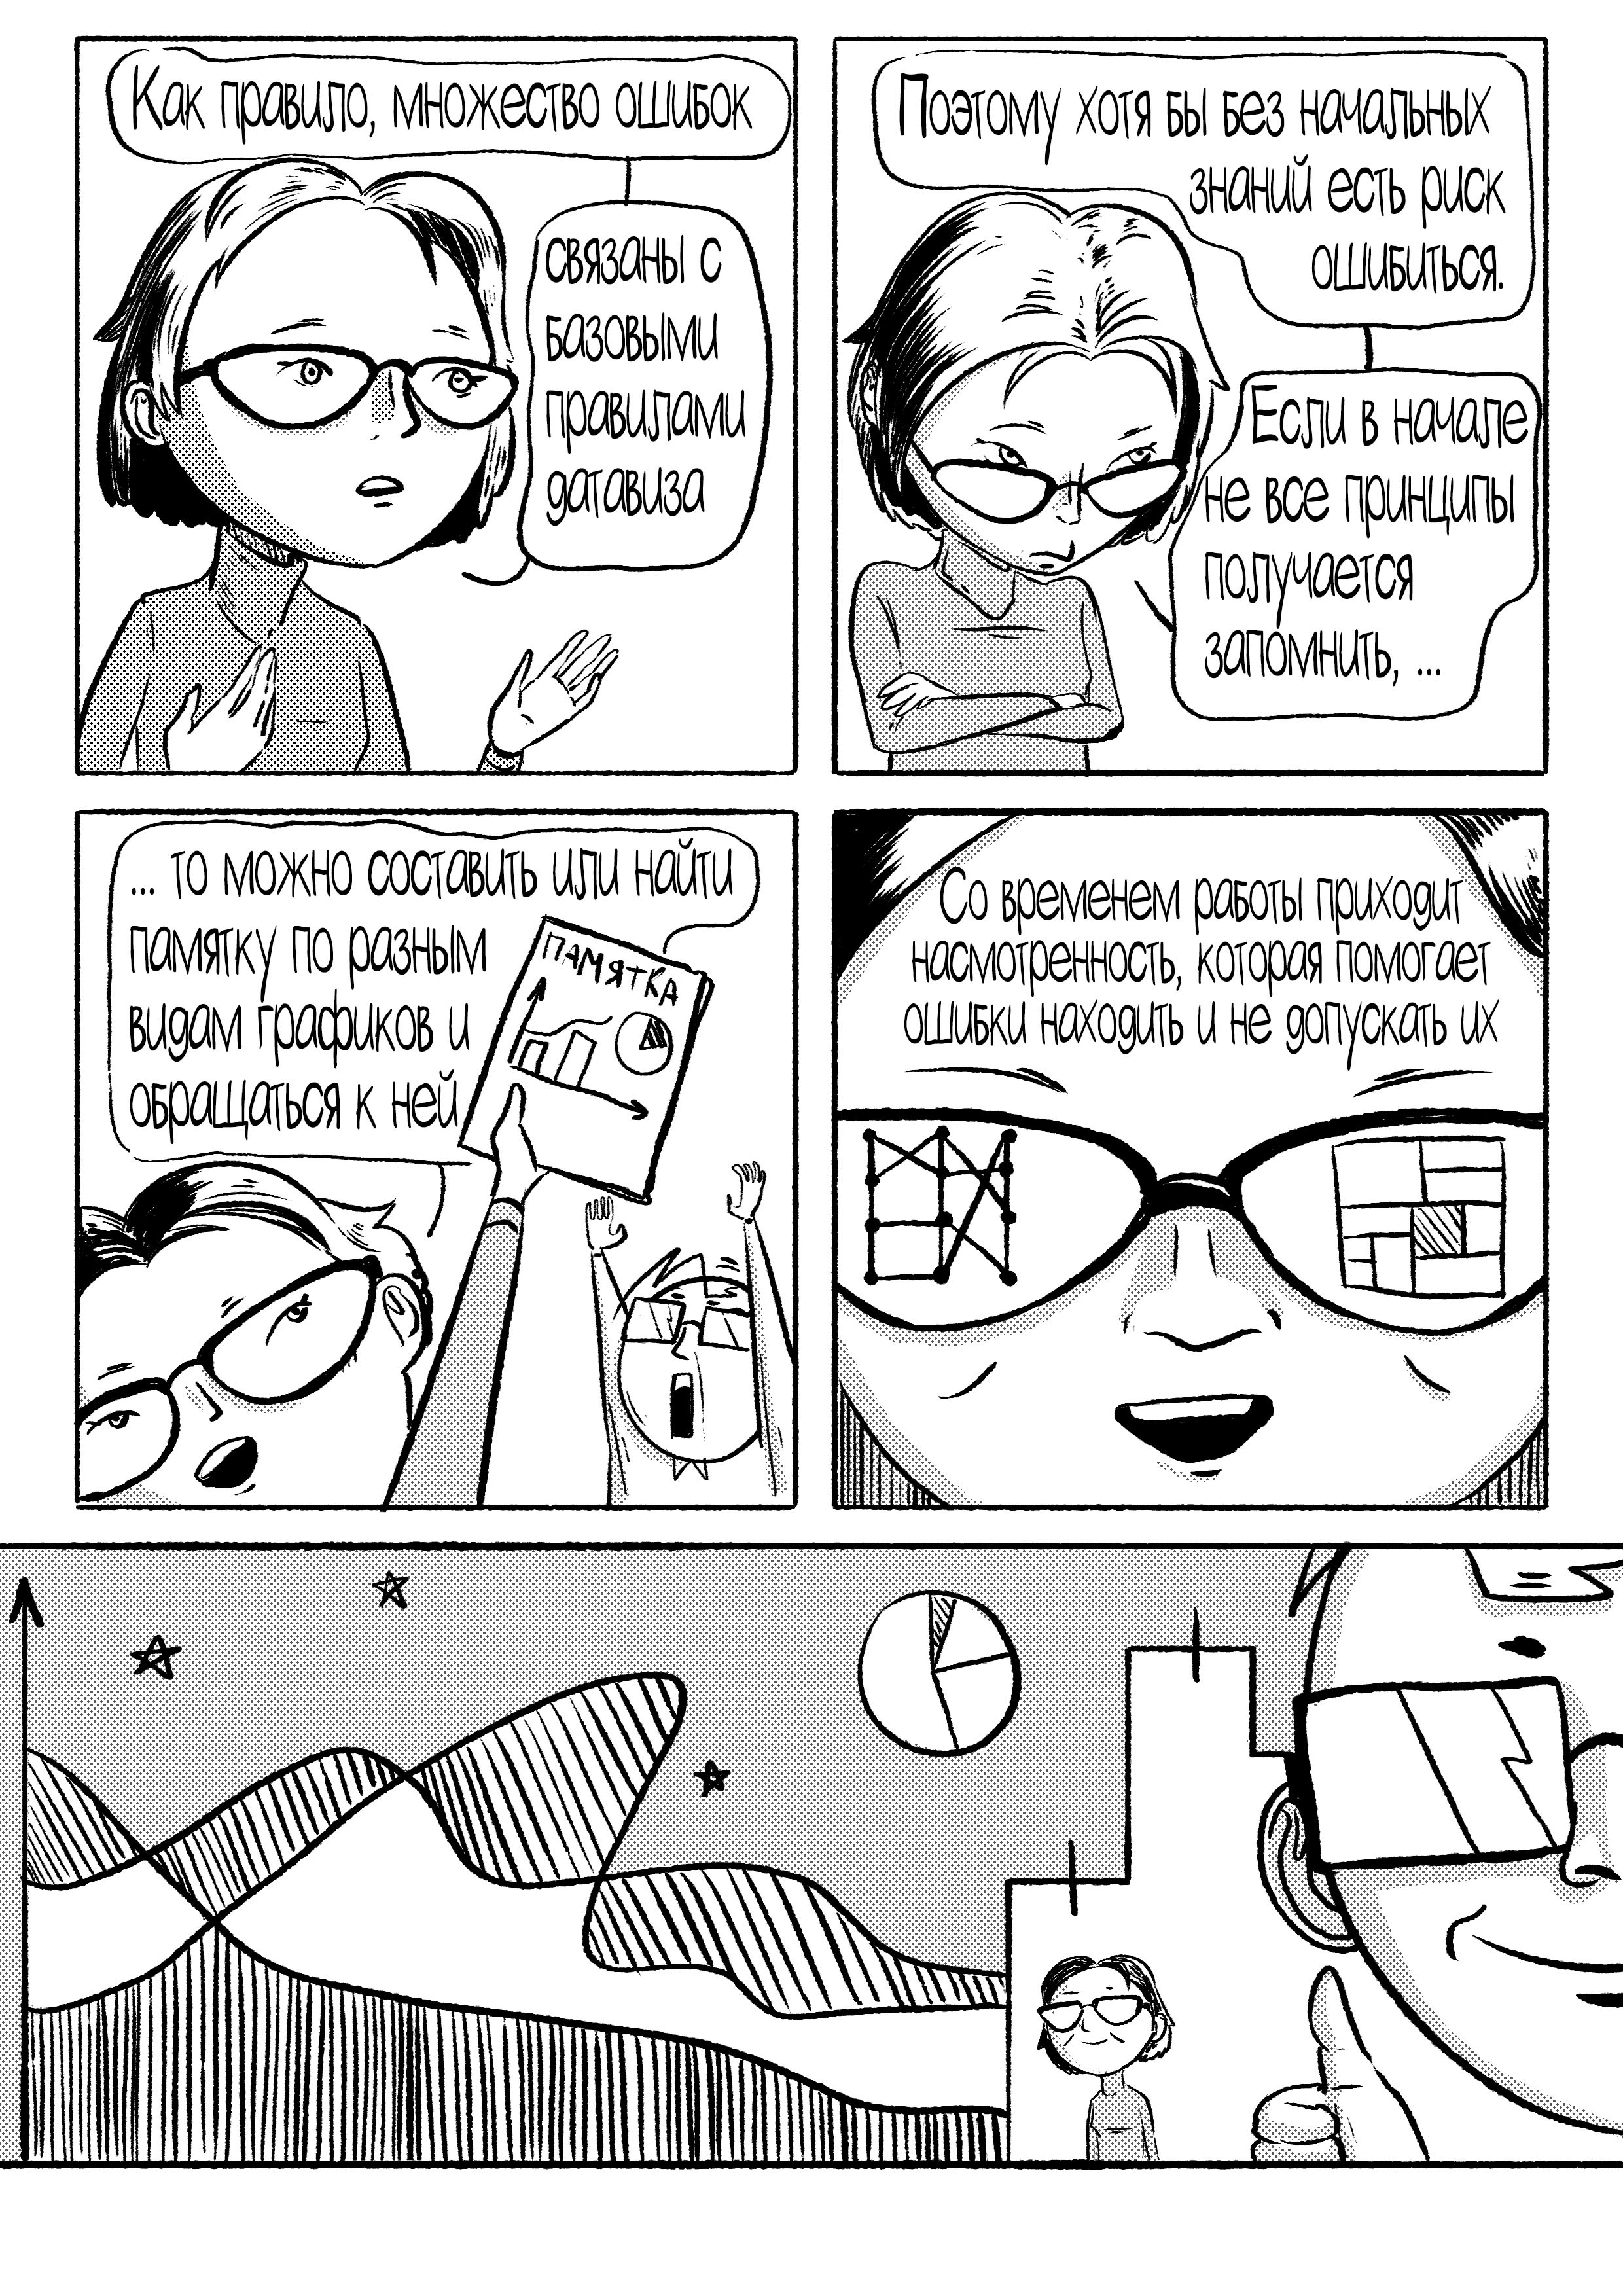 Как правило, множество ошибок
связаны с
базовыми
правилами
датавиза
Поэтому хотя бы без начальных
знаний есть риск
ошибиться.
Если в начале
не все принципы
получается
запомнить, ...
... то можно составить или найти
памятку по разным
видам графиков и
обращаться к ней
ПАМЯТКА
Со временем работы приходит
насмотренность, которая помогает
ошибки находить и не допускать их